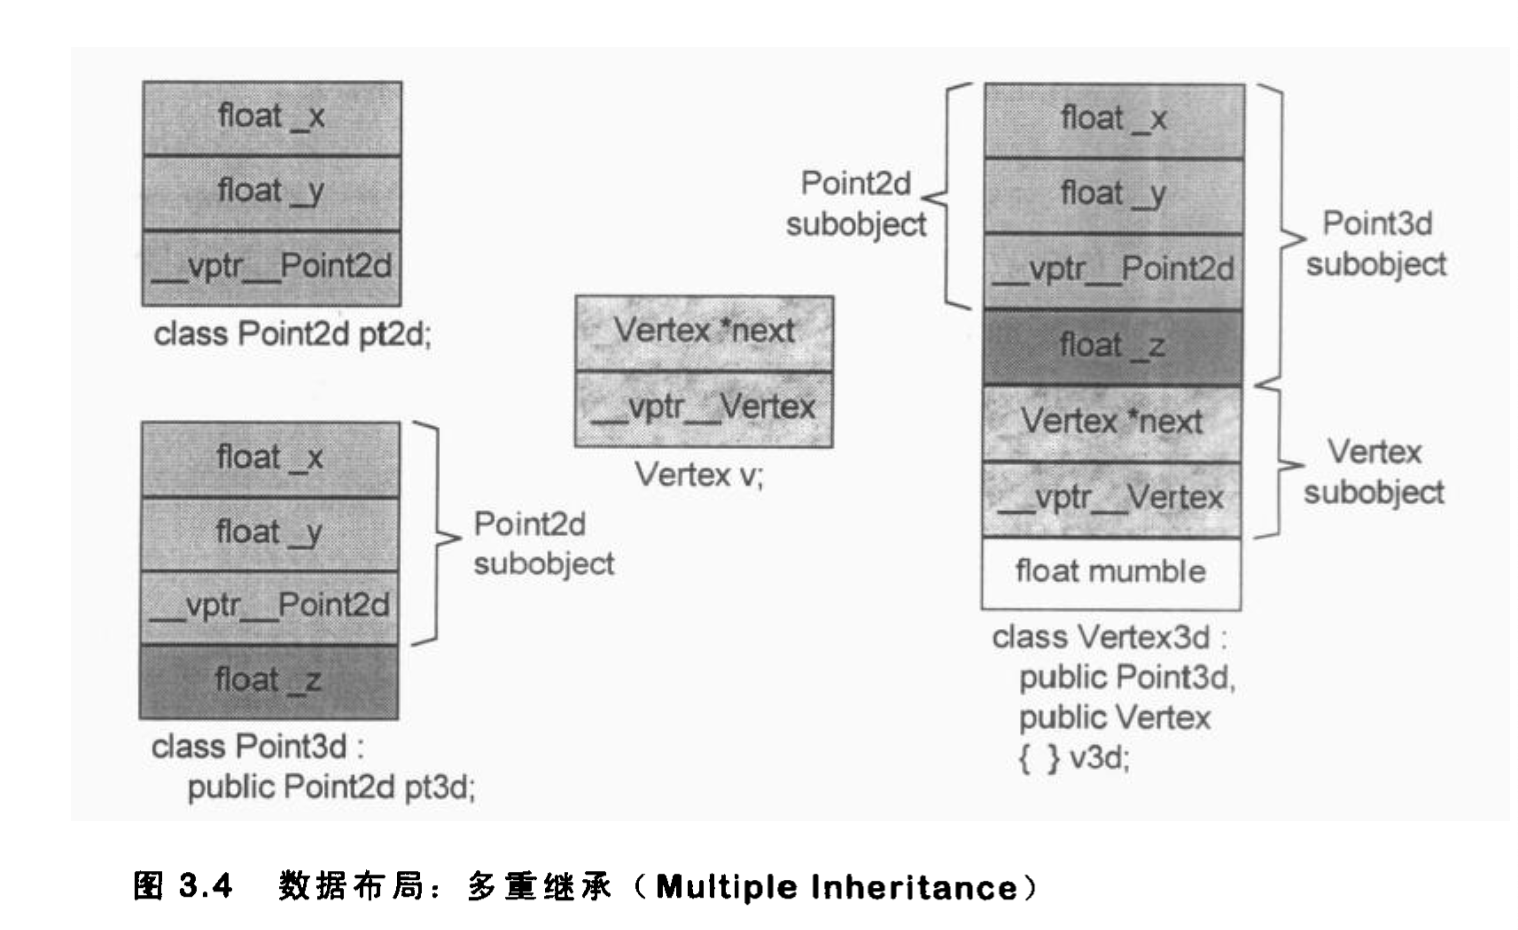 float _x
float _y
__vptr__Point2d
class Point2d pt2d;
float _x
float _y
__vptr__Point2d
float _z
Point2d
subobject
class Point3d :
public Point2d pt3d;
Vertex *next
__vptr__Vertex
Vertex v;
Point2d
subobject
float _x
float _y
__vptr__Point2d
float _z
Vertex *next
__vptr__Vertex
float mumble
Point3d
subobject
Vertex
subobject
class Vertex3d :
public Point3d,
public Vertex
{ } v3d;
图 3.4 数据布局：多重继承（Multiple Inheritance）